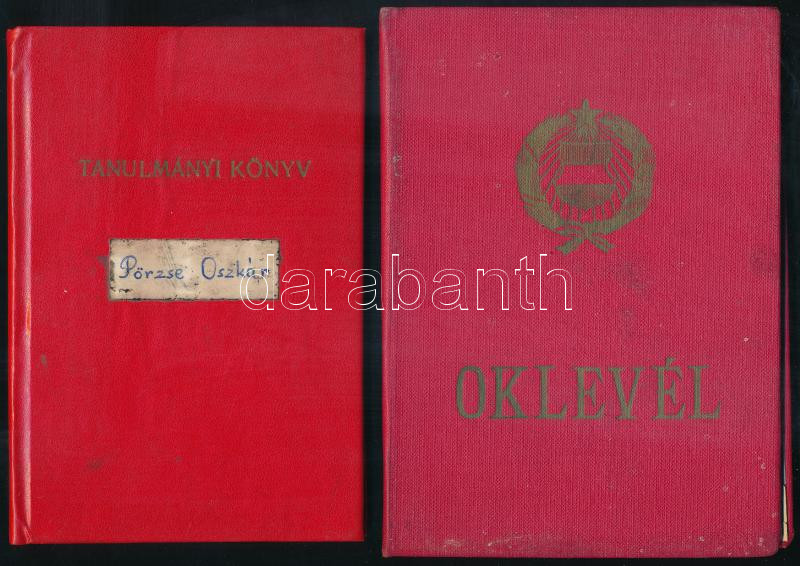 TANULMÁNYI KÖNYV
Pörzse Oszkár
OKLEVÉL
darabanth